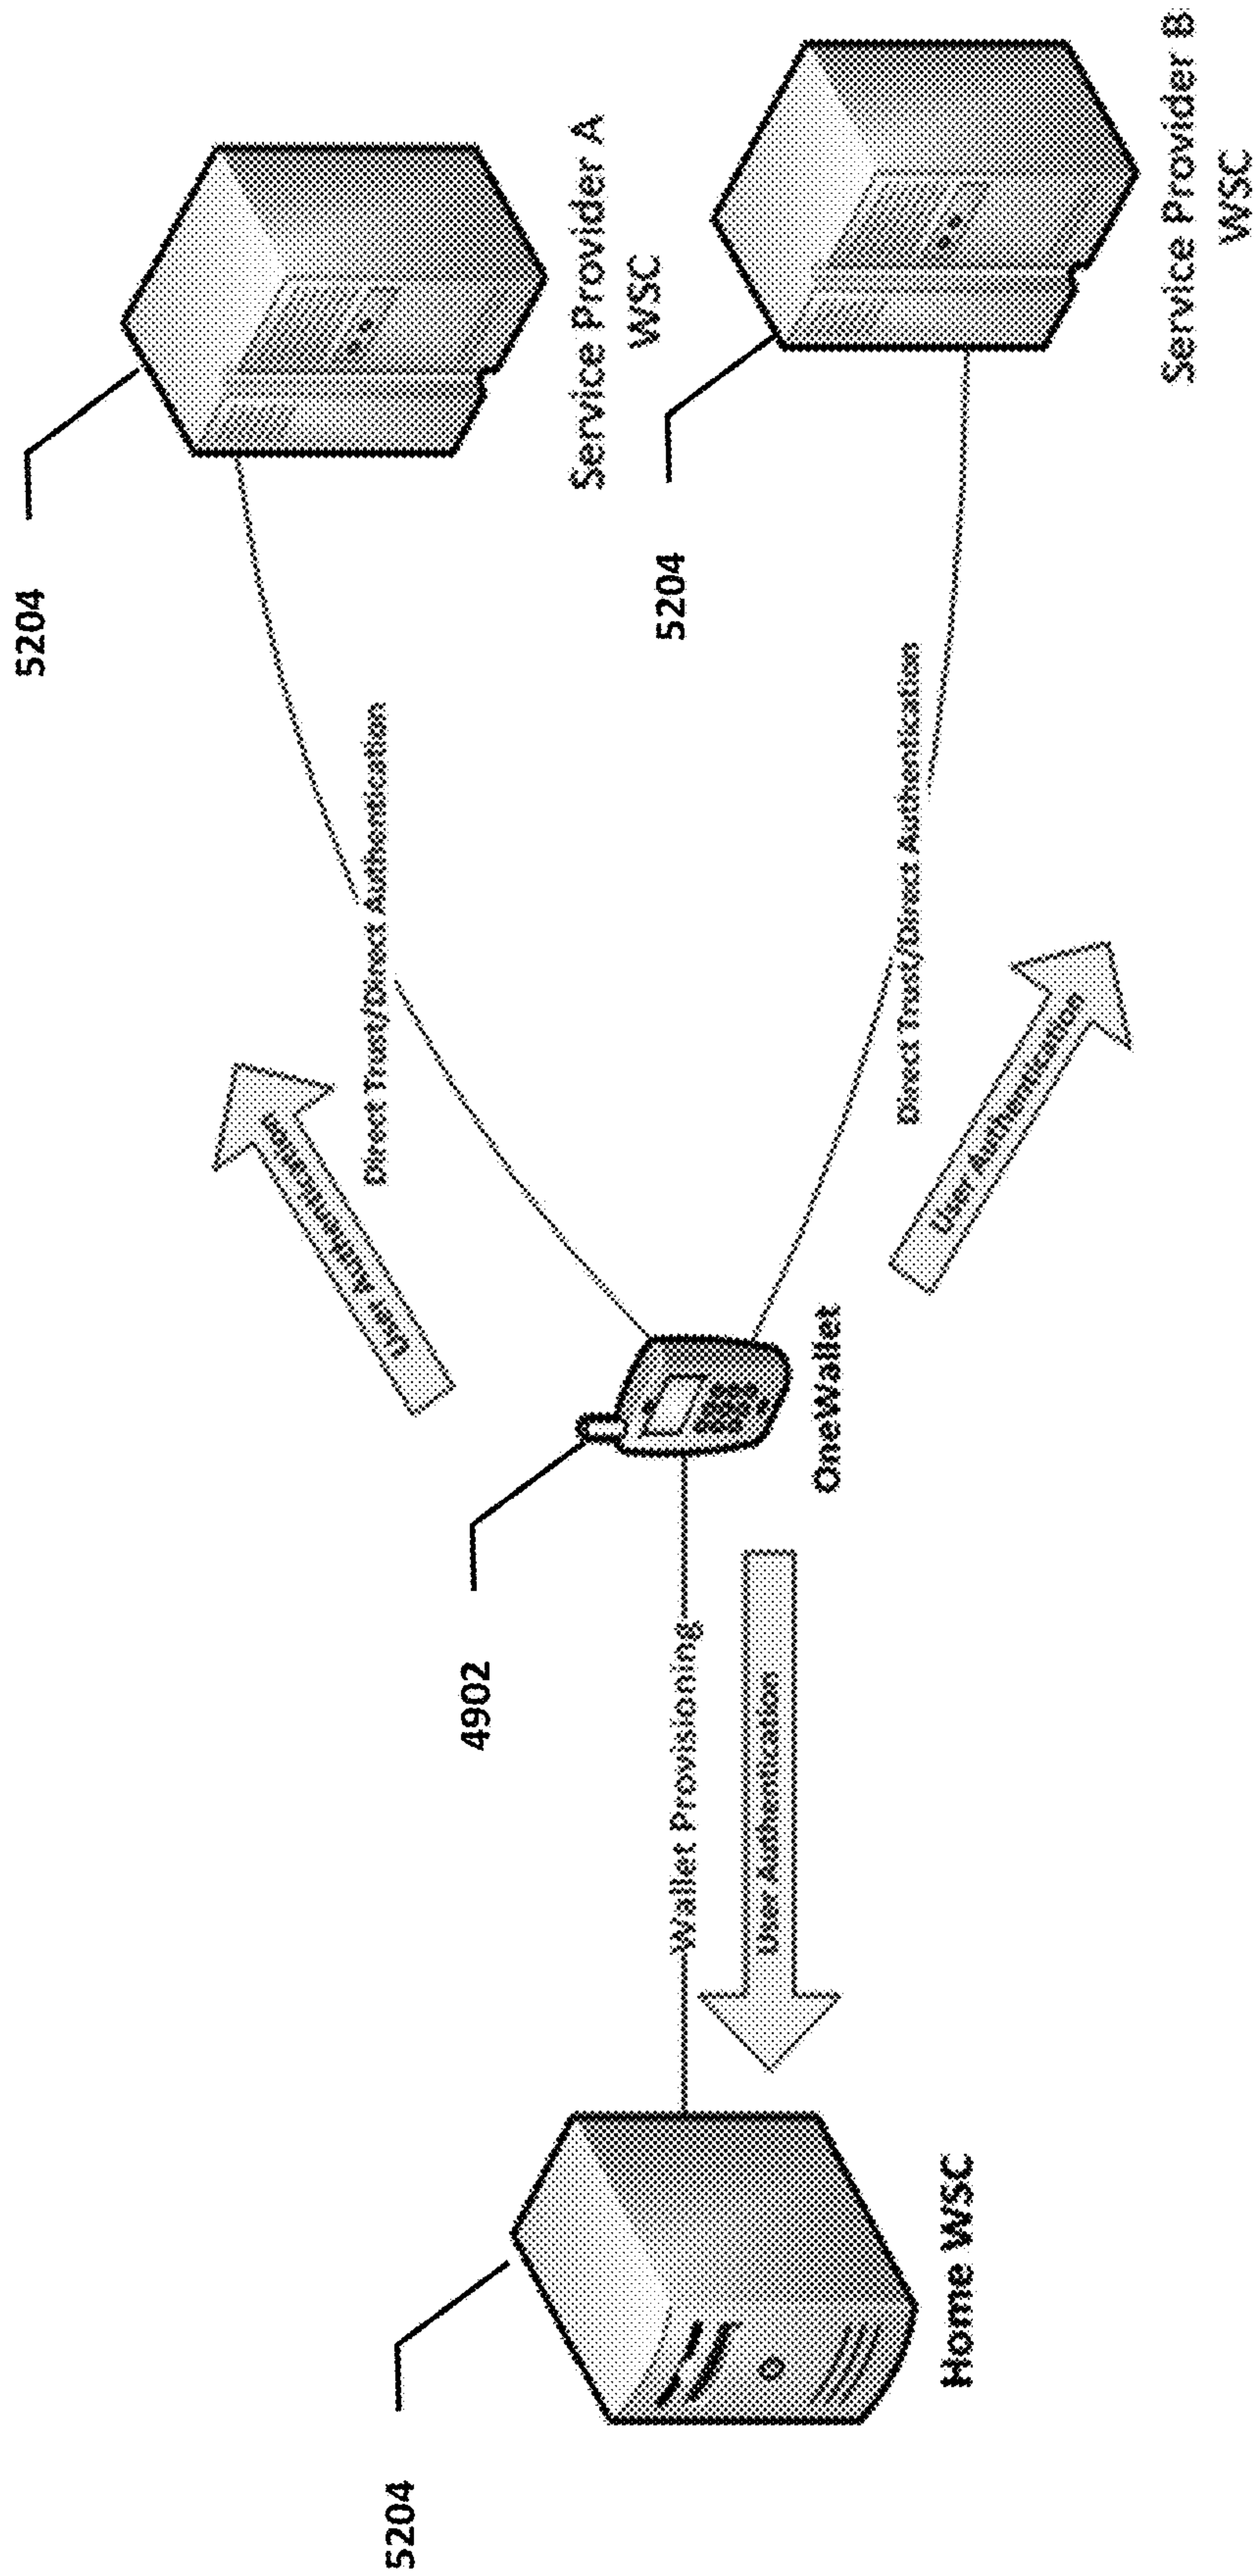 5204
Service Provider A
WSC
User Authentication
Direct Trust/Direct Authentication
5204
Home WSC
Wallet Provisioning
User Authentication
4902
OneWallet
Direct Trust/Direct Authentication
User Authentication
5204
Service Provider B
WSC